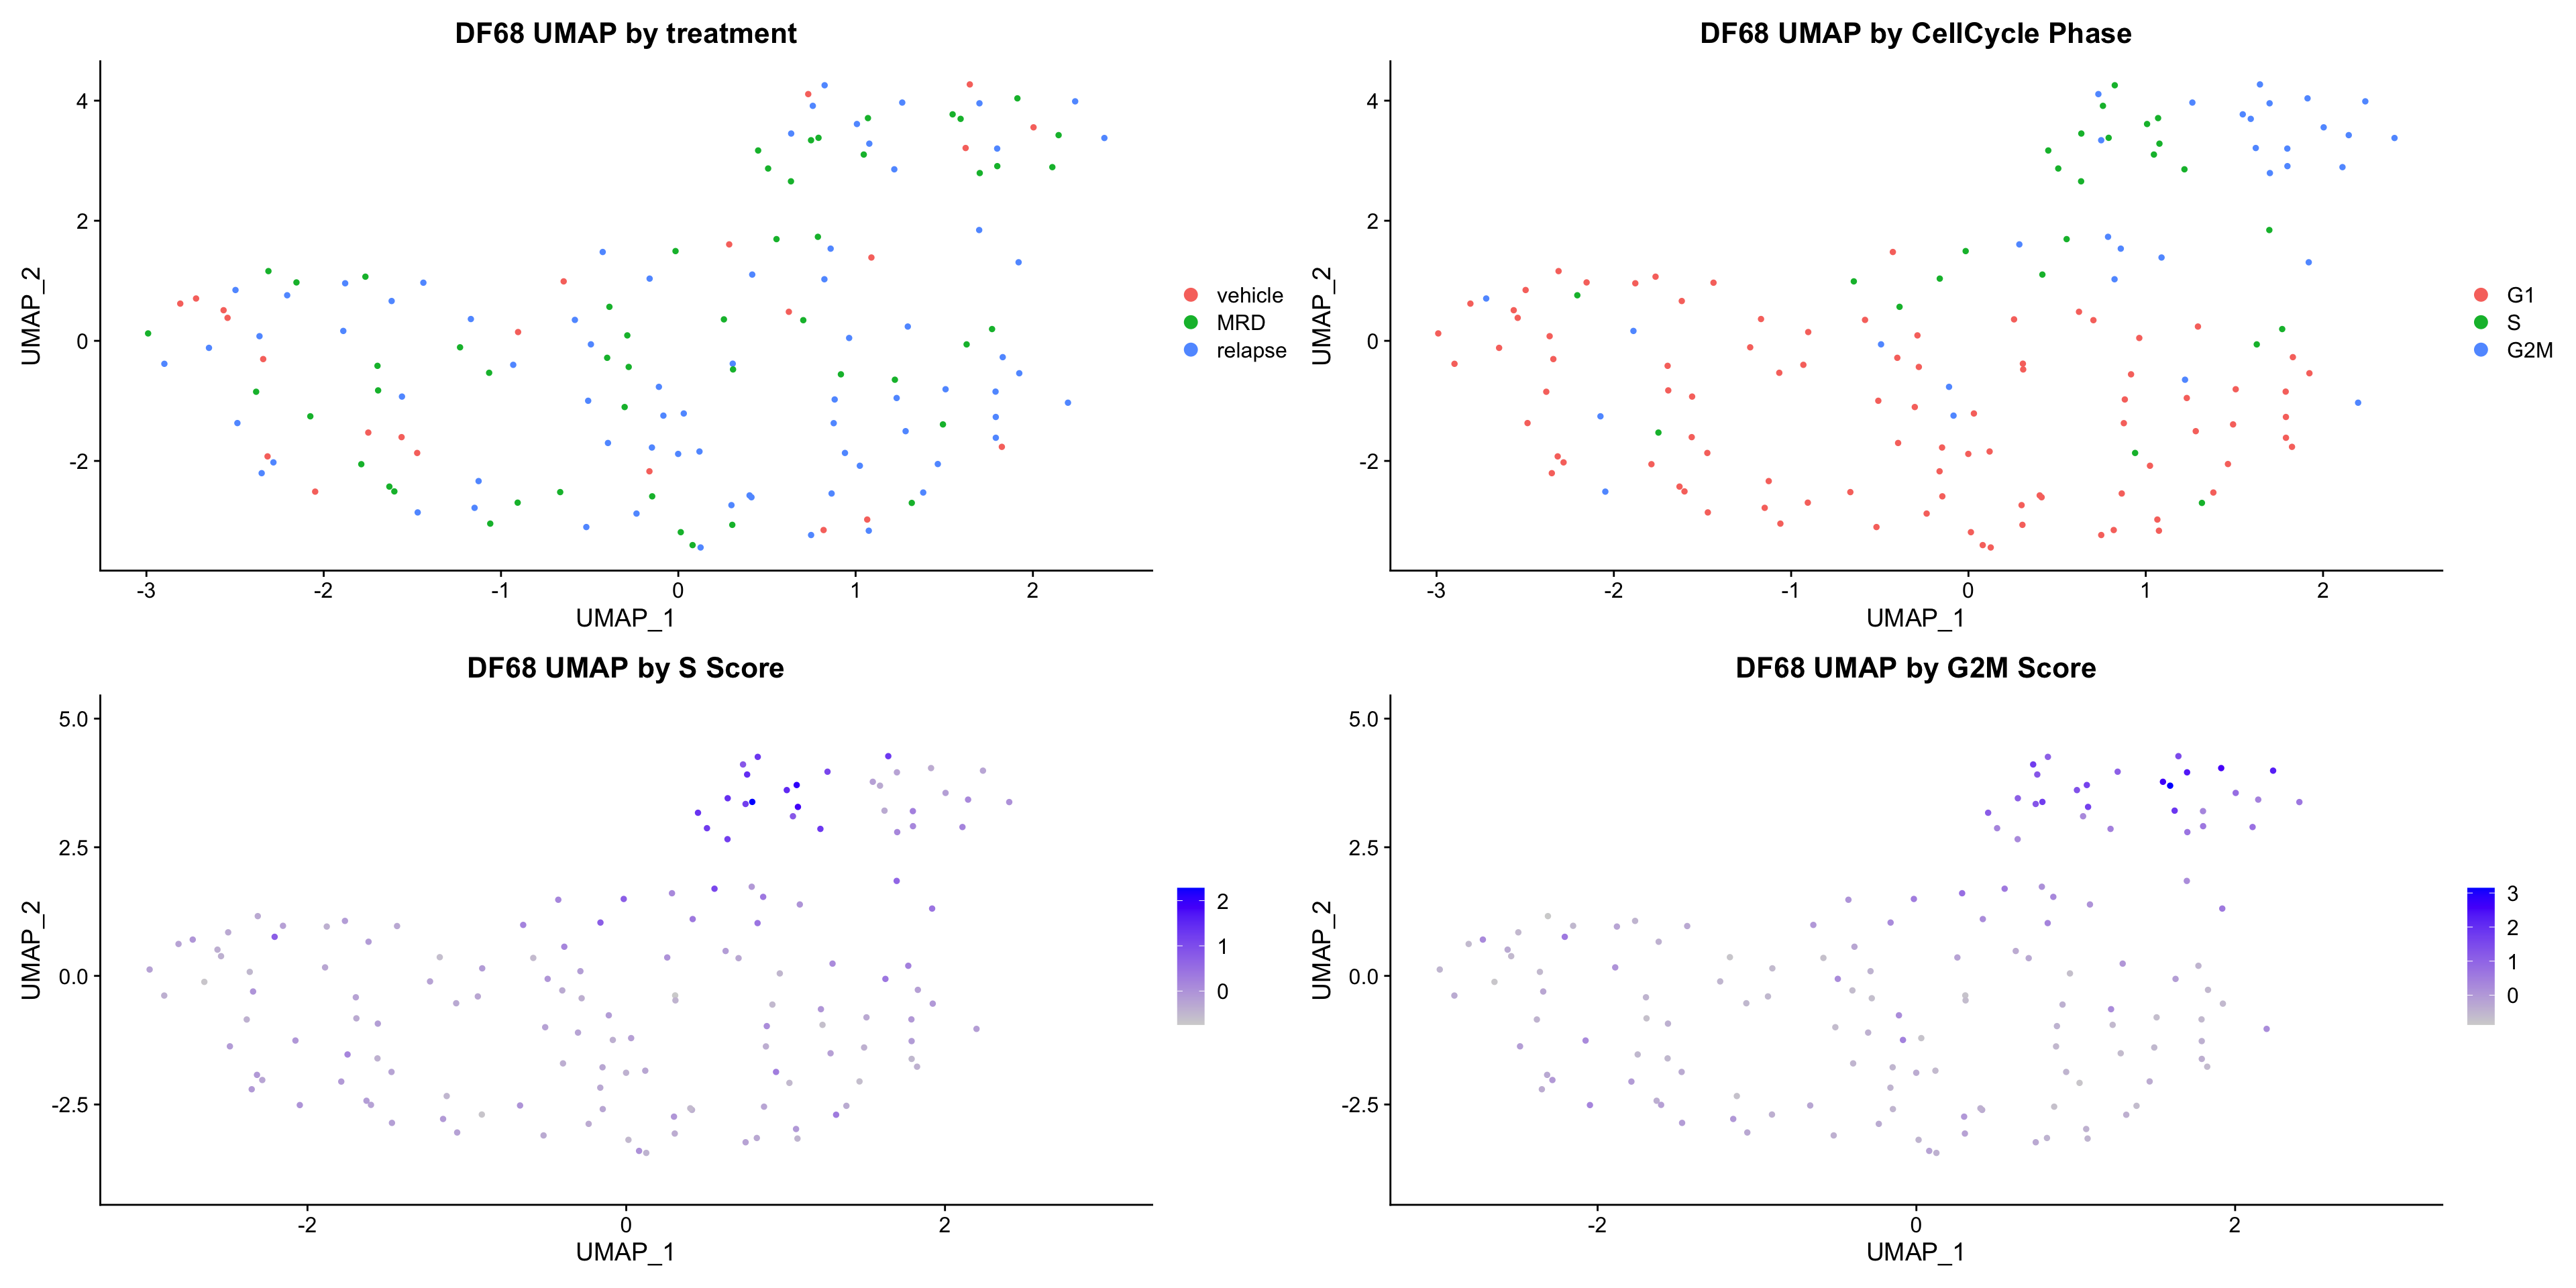 DF68 UMAP by treatment
UMAP_2
4
2
0
-2
-3
-2
-1
0
1
2
UMAP_1
vehicle
MRD
relapse
DF68 UMAP by CellCycle Phase
UMAP_2
4
2
0
-2
-3
-2
-1
0
1
2
UMAP_1
G1
S
G2M
DF68 UMAP by S Score
UMAP_2
5.0
2.5
0.0
-2.5
-2
0
2
UMAP_1
2
1
0
DF68 UMAP by G2M Score
UMAP_2
5.0
2.5
0.0
-2.5
-2
0
2
UMAP_1
3
2
1
0